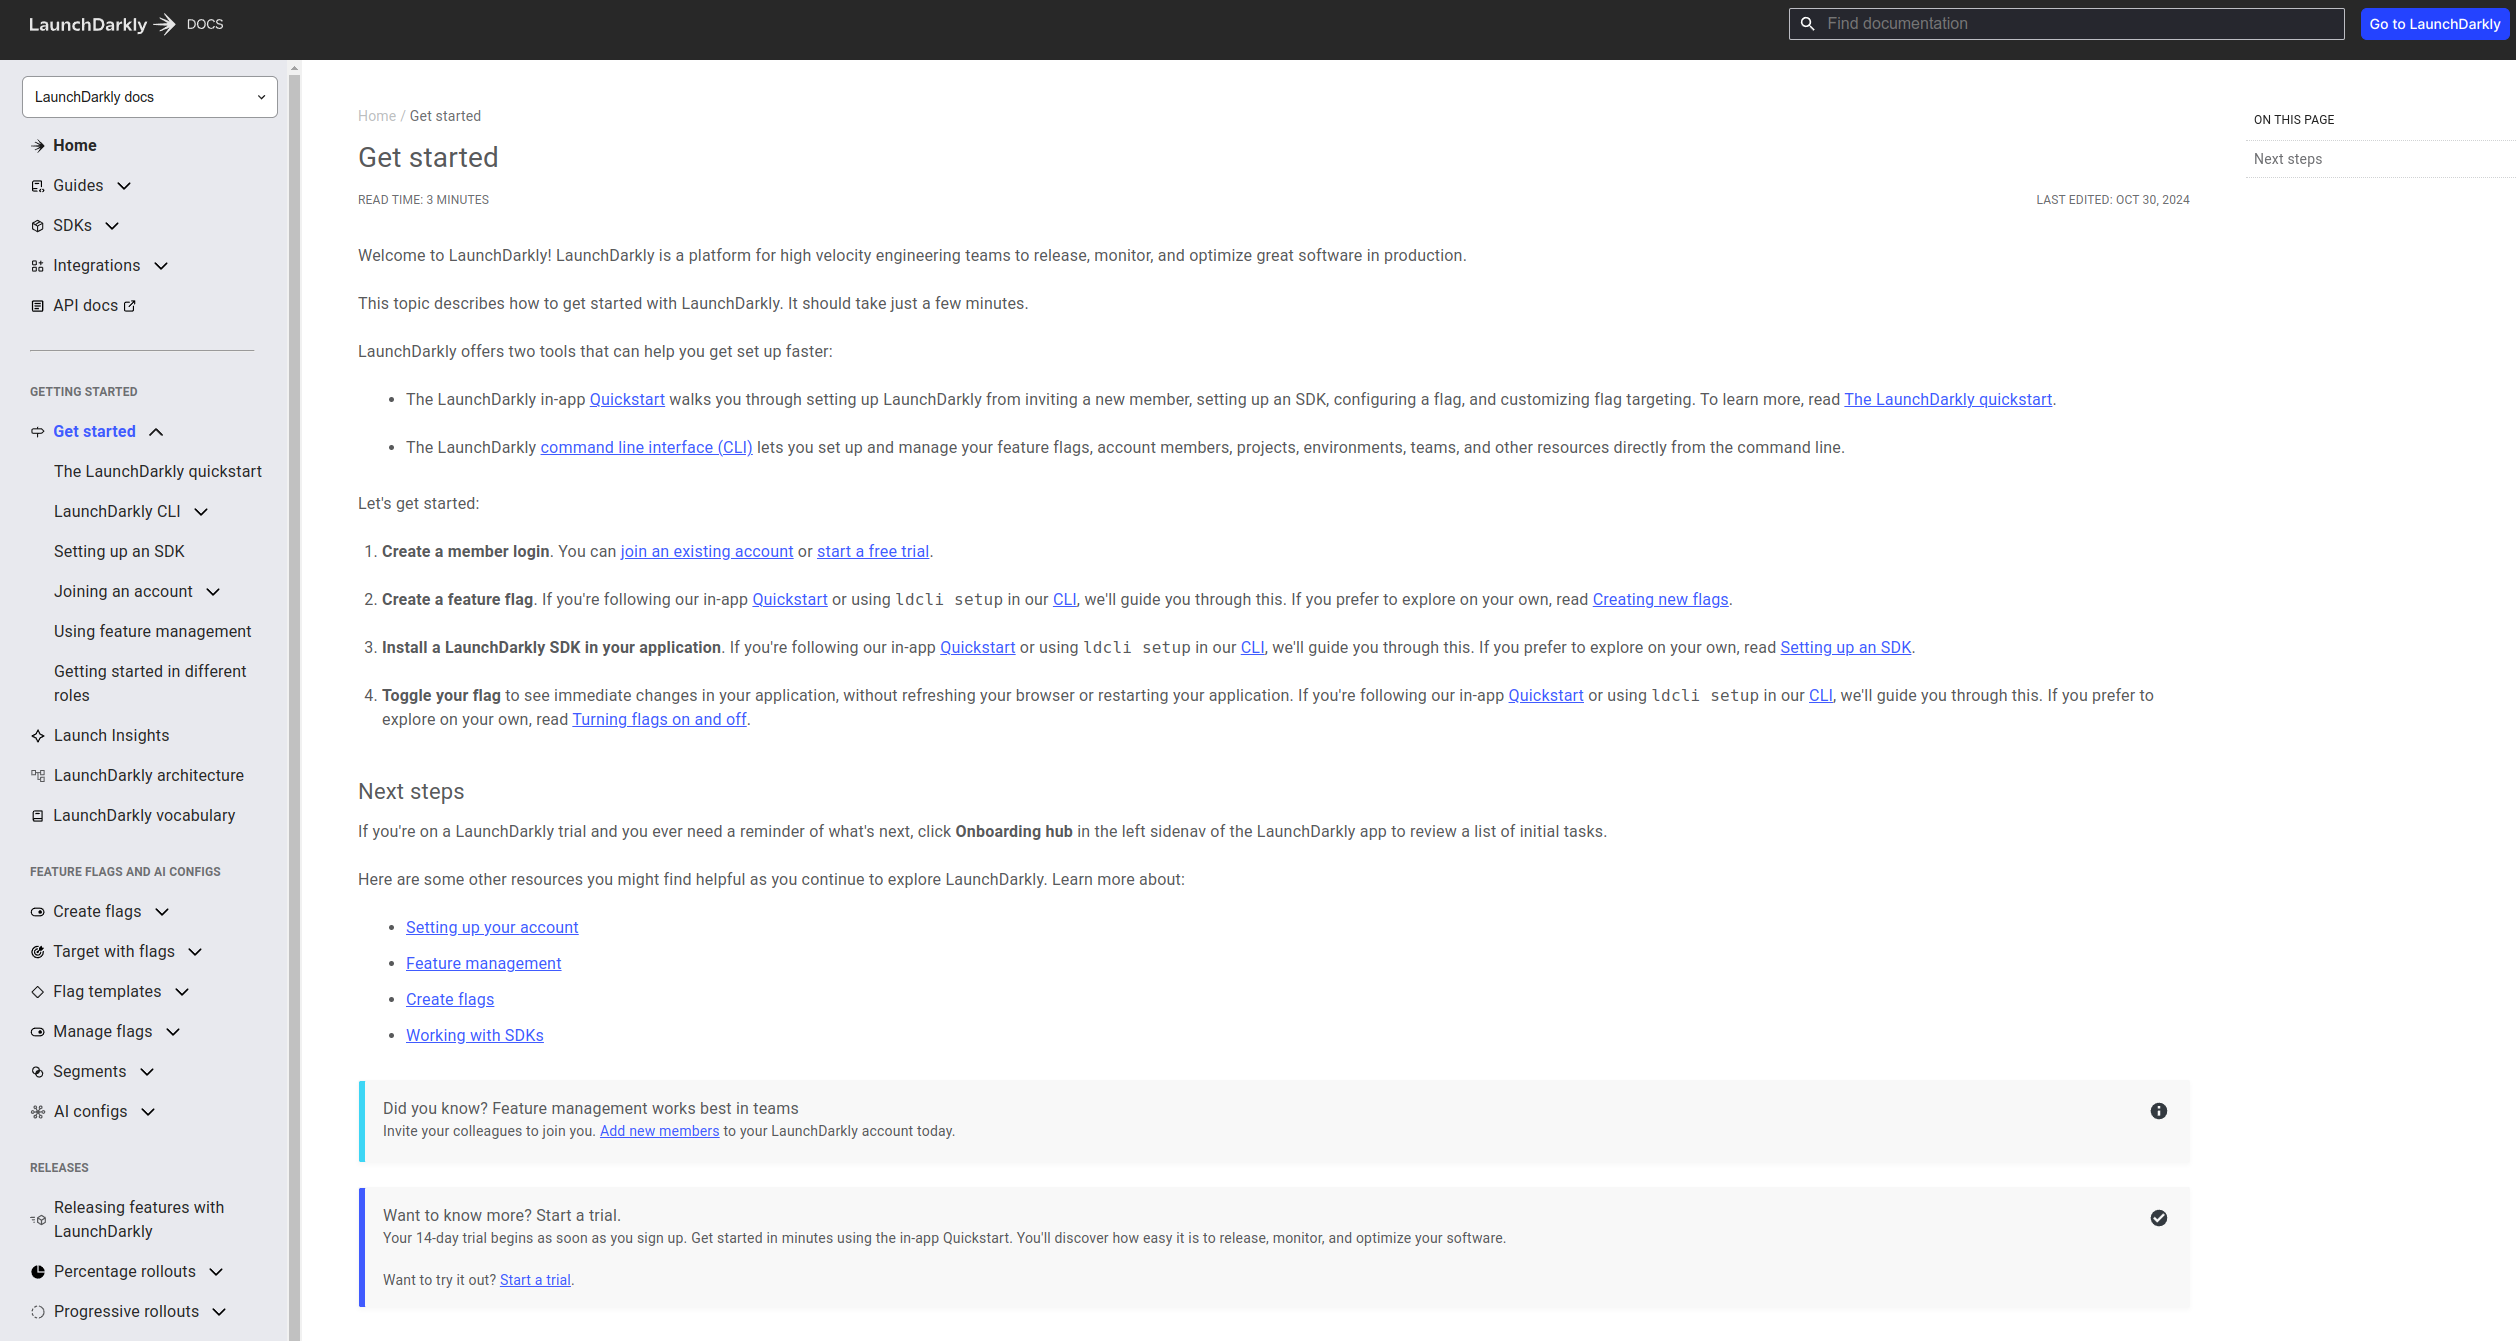 LaunchDarkly DOCS
Find documentation
Go to LaunchDarkly
LaunchDarkly docs
Home
Guides
SDKs
Integrations
API docs
GETTING STARTED
Get started
The LaunchDarkly quickstart
LaunchDarkly CLI
Setting up an SDK
Joining an account
Using feature management
Getting started in different
roles
Launch Insights
LaunchDarkly architecture
LaunchDarkly vocabulary
FEATURE FLAGS AND AI CONFIGS
Create flags
Target with flags
Flag templates
Manage flags
Segments
AI configs
RELEASES
Releasing features with
LaunchDarkly
Percentage rollouts
Progressive rollouts
Home / Get started
Get started
READ TIME: 3 MINUTES
LAST EDITED: OCT 30, 2024
Welcome to LaunchDarkly! LaunchDarkly is a platform for high velocity engineering teams to release, monitor, and optimize great software in production.
This topic describes how to get started with LaunchDarkly. It should take just a few minutes.
LaunchDarkly offers two tools that can help you get set up faster:
• The LaunchDarkly in-app Quickstart walks you through setting up LaunchDarkly from inviting a new member, setting up an SDK, configuring a flag, and customizing flag targeting. To learn more, read The LaunchDarkly quickstart.
• The LaunchDarkly command line interface (CLI) lets you set up and manage your feature flags, account members, projects, environments, teams, and other resources directly from the command line.
Let's get started:
1. Create a member login. You can join an existing account or start a free trial.
2. Create a feature flag. If you're following our in-app Quickstart or using ldcli setup in our CLI, we'll guide you through this. If you prefer to explore on your own, read Creating new flags.
3. Install a LaunchDarkly SDK in your application. If you're following our in-app Quickstart or using ldcli setup in our CLI, we'll guide you through this. If you prefer to explore on your own, read Setting up an SDK.
4. Toggle your flag to see immediate changes in your application, without refreshing your browser or restarting your application. If you're following our in-app Quickstart or using ldcli setup in our CLI, we'll guide you through this. If you prefer to
explore on your own, read Turning flags on and off.
Next steps
If you're on a LaunchDarkly trial and you ever need a reminder of what's next, click Onboarding hub in the left sidenav of the LaunchDarkly app to review a list of initial tasks.
Here are some other resources you might find helpful as you continue to explore LaunchDarkly. Learn more about:
• Setting up your account
• Feature management
• Create flags
• Working with SDKs
Did you know? Feature management works best in teams
Invite your colleagues to join you. Add new members to your LaunchDarkly account today.
Want to know more? Start a trial.
Your 14-day trial begins as soon as you sign up. Get started in minutes using the in-app Quickstart. You'll discover how easy it is to release, monitor, and optimize your software.
Want to try it out? Start a trial.
ON THIS PAGE
Next steps